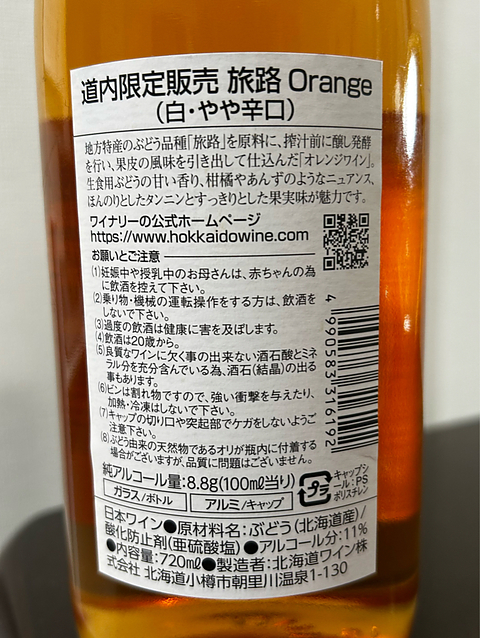 道内限定販売 旅路 Orange
(白・やや辛口)
地方特産のぶどう品種「旅路」を原料に、搾汁前に醸し発酵
を行い、果皮の風味を引き出して仕込んだ「オレンジワイン」。
生食用ぶどうの甘い香り、柑橘やあんずのようなニュアンス、
ほんのりとしたタンニンとすっきりとした果実味が魅力です。
ワイナリーの公式ホームページ
https://www.hokkaidowine.com
お願いとご注意
(1)妊娠中や授乳中のお母さんは、赤ちゃんの為
に飲酒を控えて下さい。
(2)乗り物・機械の運転操作をする方は、飲酒を
しないで下さい。
(3)過度の飲酒は健康に害を及ぼします。
(4)飲酒は20歳から。
(5)良質なワインに欠く事の出来ない酒石酸とミネ
ラル分を充分含んでいる為、酒石(結晶)の出る
事もあります。
(6)ビンは割れ物ですので、強い衝撃を与えたり、
加熱・冷凍はしないで下さい。
(7)キャップの切り口や突起部でケガをしないようご
注意下さい。
(8)ぶどう由来の天然物であるオリが瓶内に付着する
場合がございますが、品質に問題はございません。
4990583316192
純アルコール量:8.8g(100mℓ当り)
ガラス/ボトル
アルミ/キャップ
プラ
キャップシ
ール:PS
ポリスチレン
日本ワイン●原材料名:ぶどう(北海道産)/
酸化防止剤(亜硫酸塩)●アルコール分:11%
●内容量:720mℓ●製造者:北海道ワイン株
式会社 北海道小樽市朝里川温泉1-130